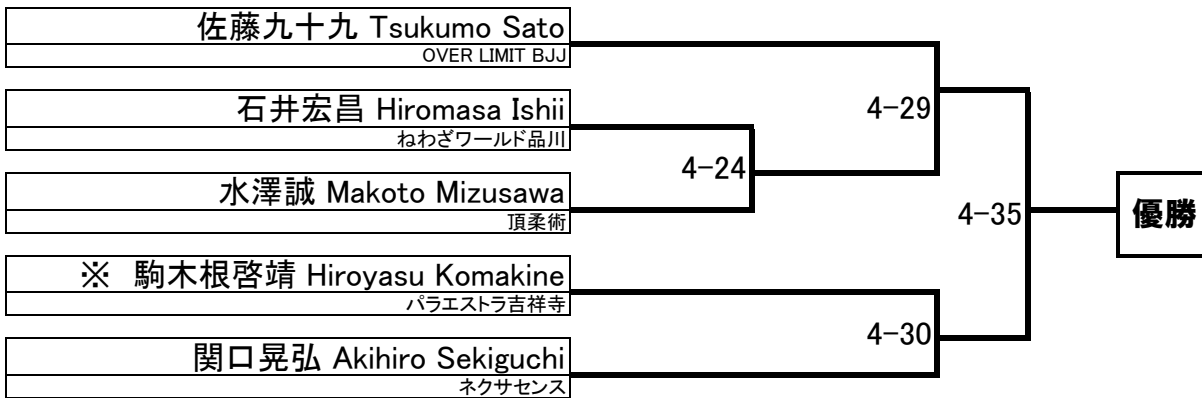 佐藤九十九 Tsukumo Sato
OVER LIMIT BJJ
石井宏昌 Hiromasa Ishii
ねわざワールド品川
水澤誠 Makoto Mizusawa
頂柔術
※ 駒木根啓靖 Hiroyasu Komakine
パラエストラ吉祥寺
関口晃弘 Akihiro Sekiguchi
ネクサセンス
4-24
4-29
4-30
4-35
優勝